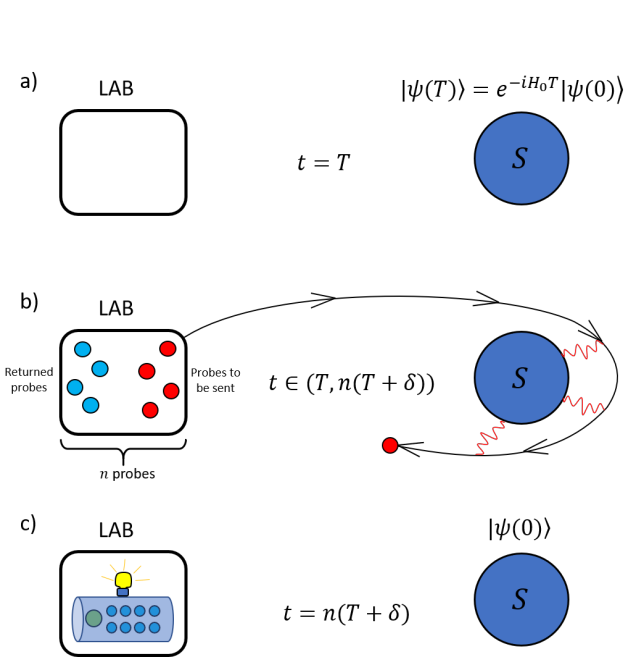 a)
LAB
|ψ(T)⟩ = e^{-iH₀T}|ψ(0)⟩
t = T
S
b)
LAB
Returned
probes
Probes to
be sent
t ∈ (T, n(T + δ))
S
n probes
c)
LAB
|ψ(0)⟩
t = n(T + δ)
S